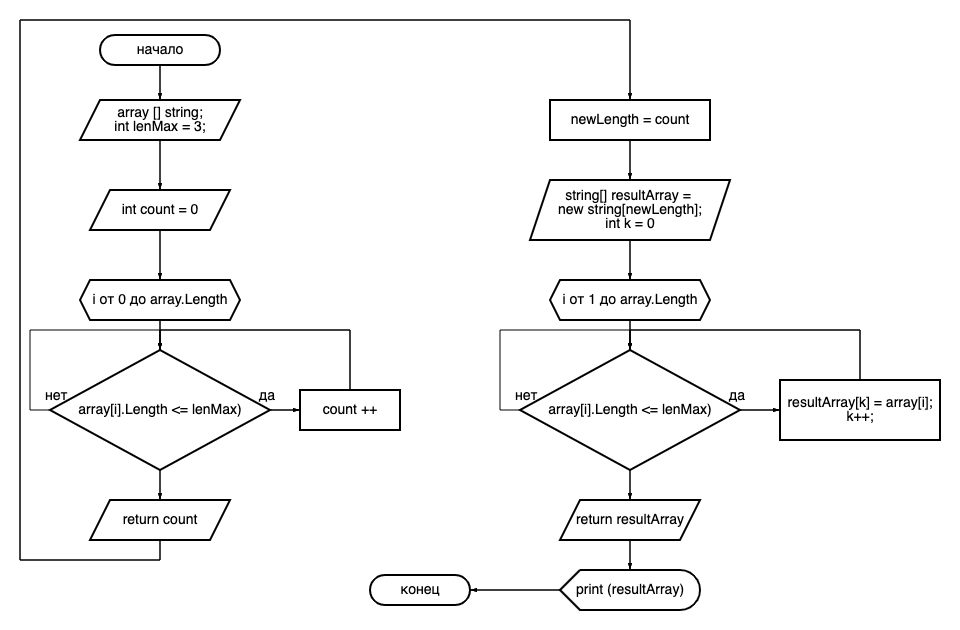 начало
array [] string;
int lenMax = 3;
int count = 0
i от 0 до array.Length
нет
array[i].Length <= lenMax)
да
count ++
return count
newLength = count
string[] resultArray =
new string[newLength];
int k = 0
i от 1 до array.Length
нет
array[i].Length <= lenMax)
да
resultArray[k] = array[i];
k++;
return resultArray
print (resultArray)
конец